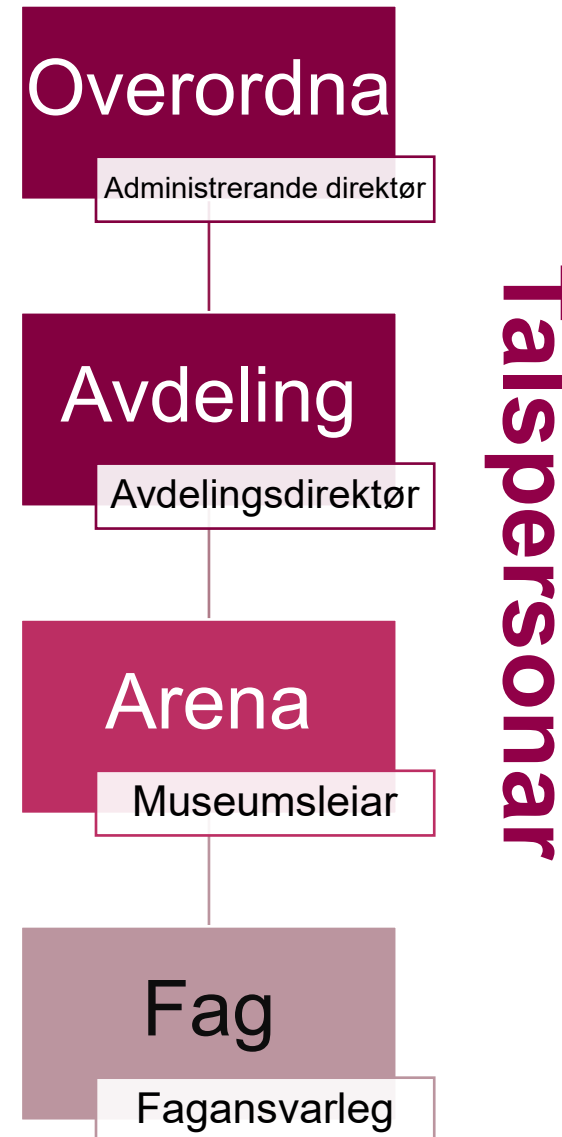 Overordna
Administrerande direktør
Avdeling
Avdelingsdirektør
Arena
Museumsleiar
Fag
Fagansvarleg
Talspersonar